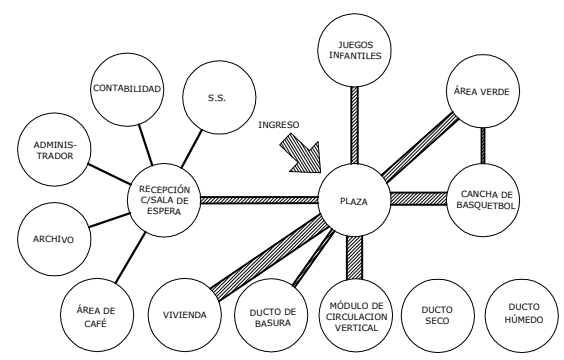 JUEGOS
INFANTILES
CONTABILIDAD
S.S.
ÁREA VERDE
INGRESO
ADMINIS-
TRADOR
RECEPCIÓN
C/SALA DE
ESPERA
PLAZA
CANCHA DE
BASQUETBOL
ARCHIVO
ÁREA DE
CAFÉ
VIVIENDA
DUCTO DE
BASURA
MÓDULO DE
CIRCULACION
VERTICAL
DUCTO
SECO
DUCTO
HÚMEDO